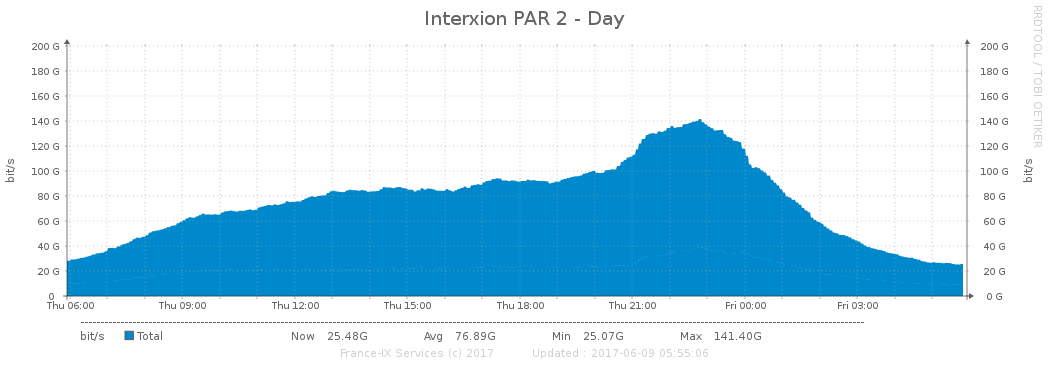 Interxion PAR 2 - Day
RRDTOOL / TOBI OETIKER
200 G 200 G
180 G 180 G
160 G 160 G
140 G 140 G
120 G 120 G
100 G 100 G
80 G 80 G
60 G 60 G
40 G 40 G
20 G 20 G
0 0 G
bit/s bit/s
Thu 06:00 Thu 09:00 Thu 12:00 Thu 15:00 Thu 18:00 Thu 21:00 Fri 00:00 Fri 03:00
bit/s Total Now 25.48G Avg 76.89G Min 25.07G Max 141.40G
France-IX Services (c) 2017 Updated : 2017-06-09 05:55:06